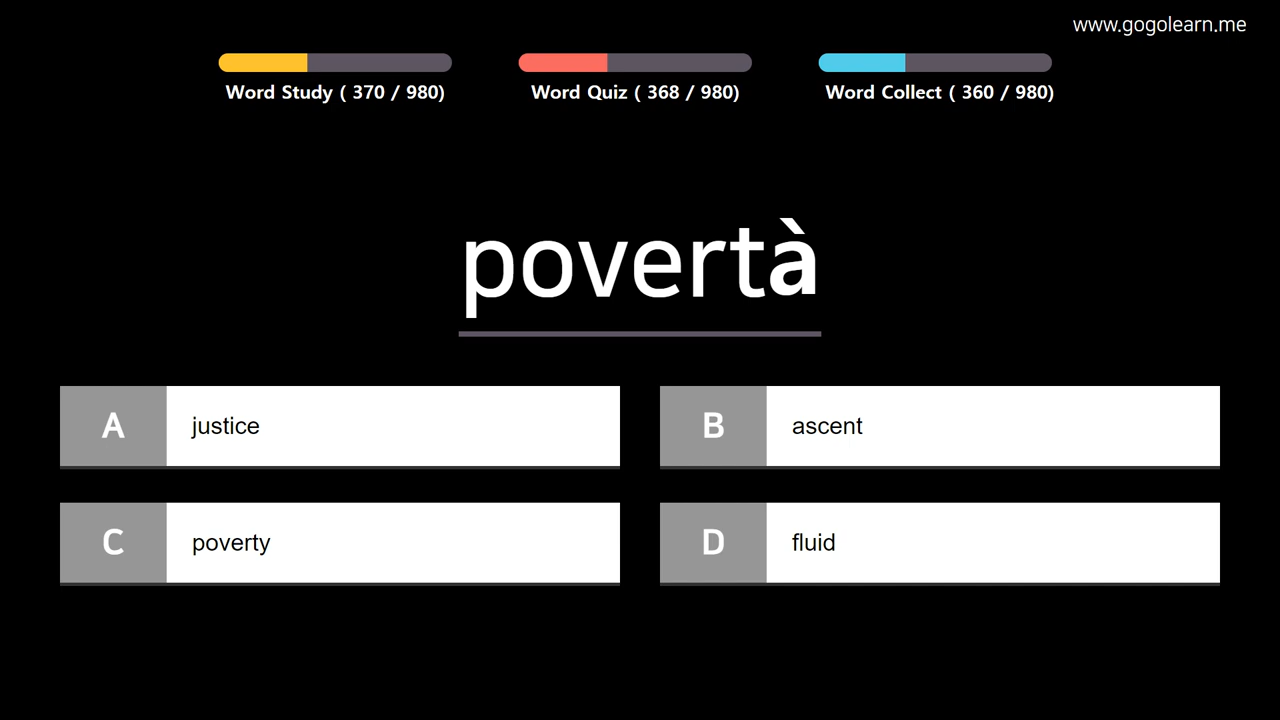 www.gogolearn.me
Word Study ( 370 / 980)
Word Quiz ( 368 / 980)
Word Collect ( 360 / 980)
povertà
A justice
B ascent
C poverty
D fluid